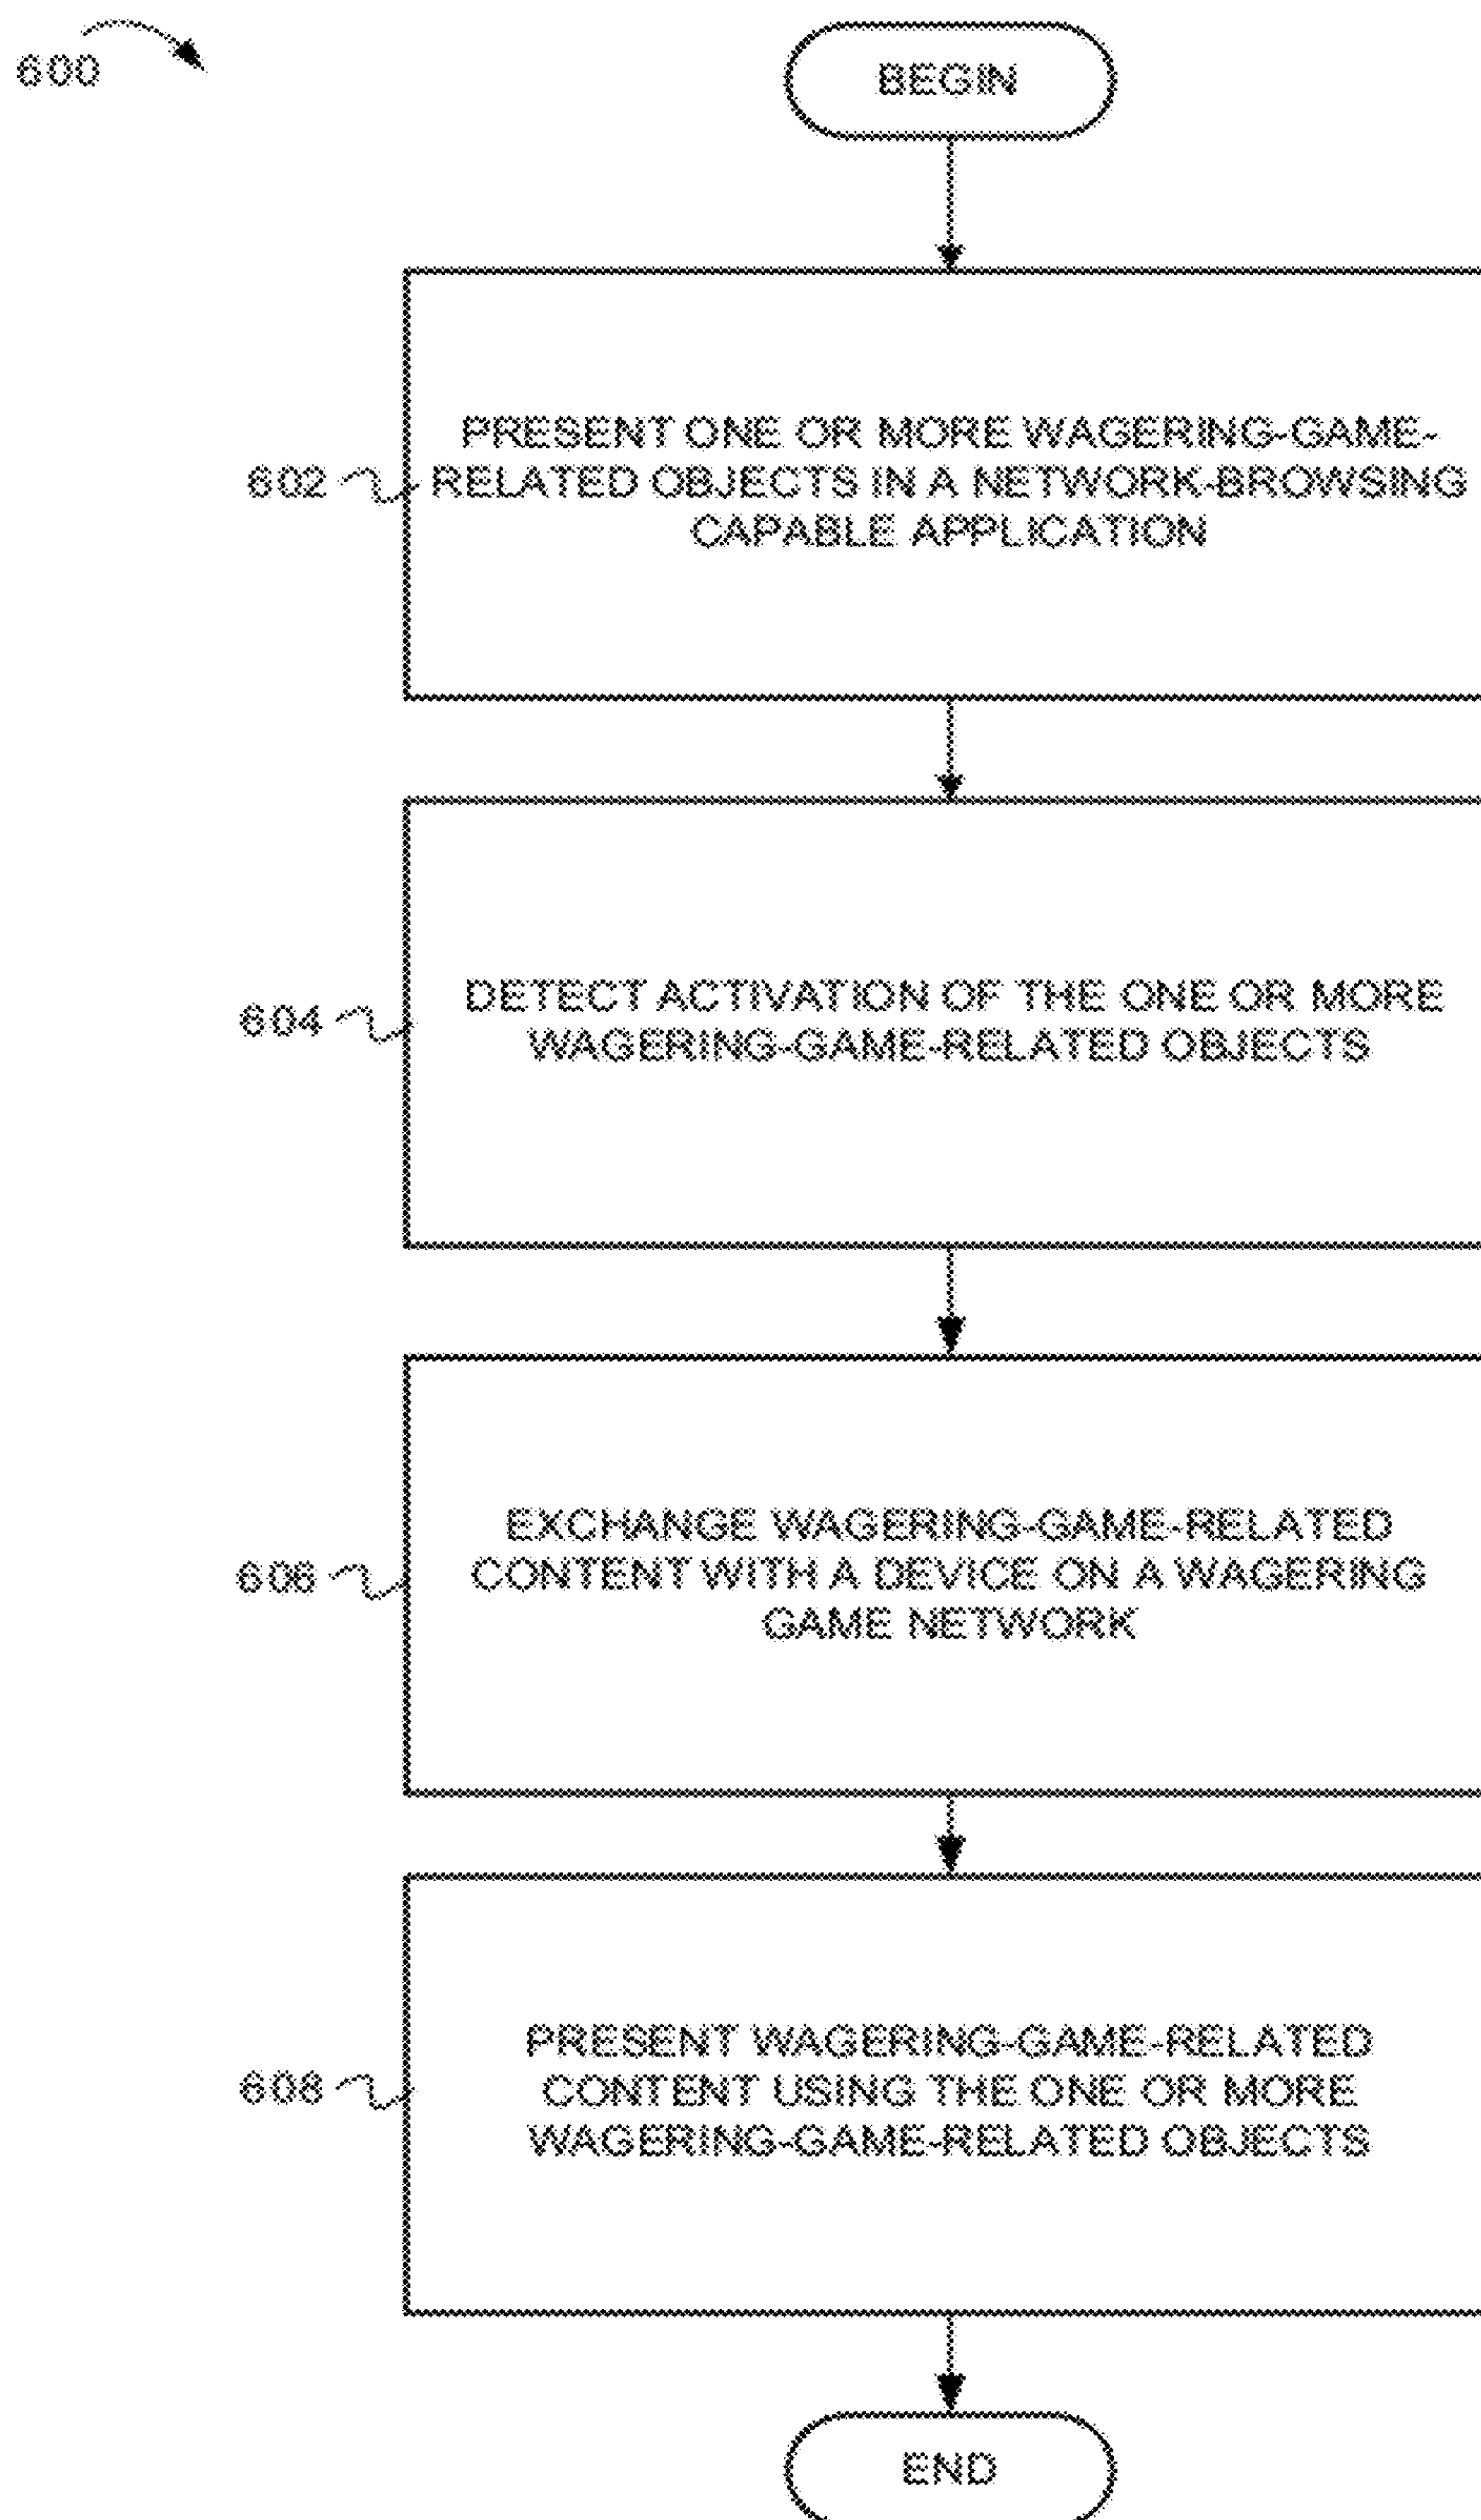 600
BEGIN
PRESENT ONE OR MORE WAGERING-GAME-
602
RELATED OBJECTS IN A NETWORK-BROWSING
CAPABLE APPLICATION
DETECT ACTIVATION OF THE ONE OR MORE
604
WAGERING-GAME-RELATED OBJECTS
EXCHANGE WAGERING-GAME-RELATED
606
CONTENT WITH A DEVICE ON A WAGERING
GAME NETWORK
PRESENT WAGERING-GAME-RELATED
608
CONTENT USING THE ONE OR MORE
WAGERING-GAME-RELATED OBJECTS
END